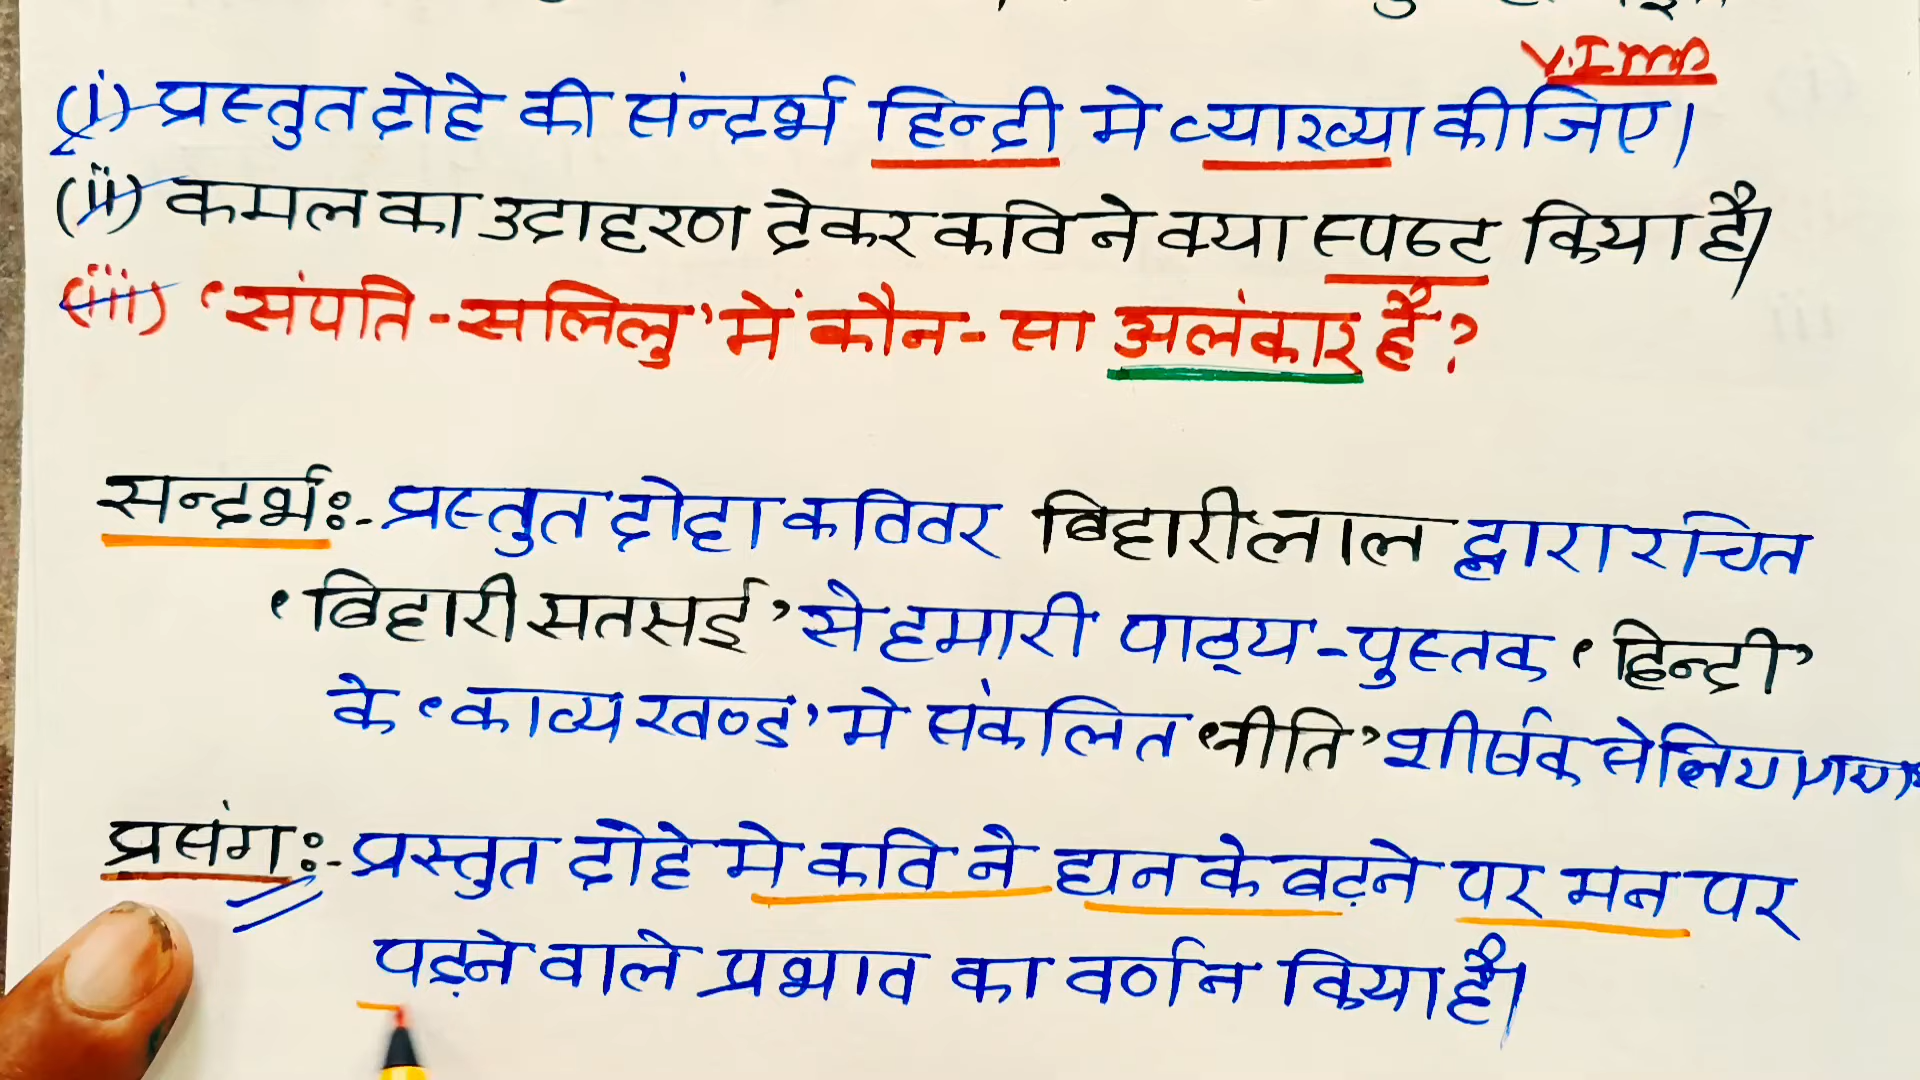 V.Imp
(i) प्रस्तुत दोहे की संन्दर्भ हिन्दी मे व्याख्या कीजिए।
(ii) कमल का उदाहरण देकर कवि ने क्या स्पष्ट किया है।
(iii) 'संपति-सलिलु' में कौन-सा अलंकार है?
सन्दर्भः- प्रस्तुत दोहा कविवर बिहारीलाल द्वारा रचित
'बिहारी सतसई' से हमारी पाठ्य-पुस्तक 'हिन्दी'
के 'काव्यखण्ड' मे संकलित 'नीति' शीर्षक से लिया गया
प्रसंगः- प्रस्तुत दोहे मे कवि ने धन के बढ़ने पर मन पर
पड़ने वाले प्रभाव का वर्णन किया है।